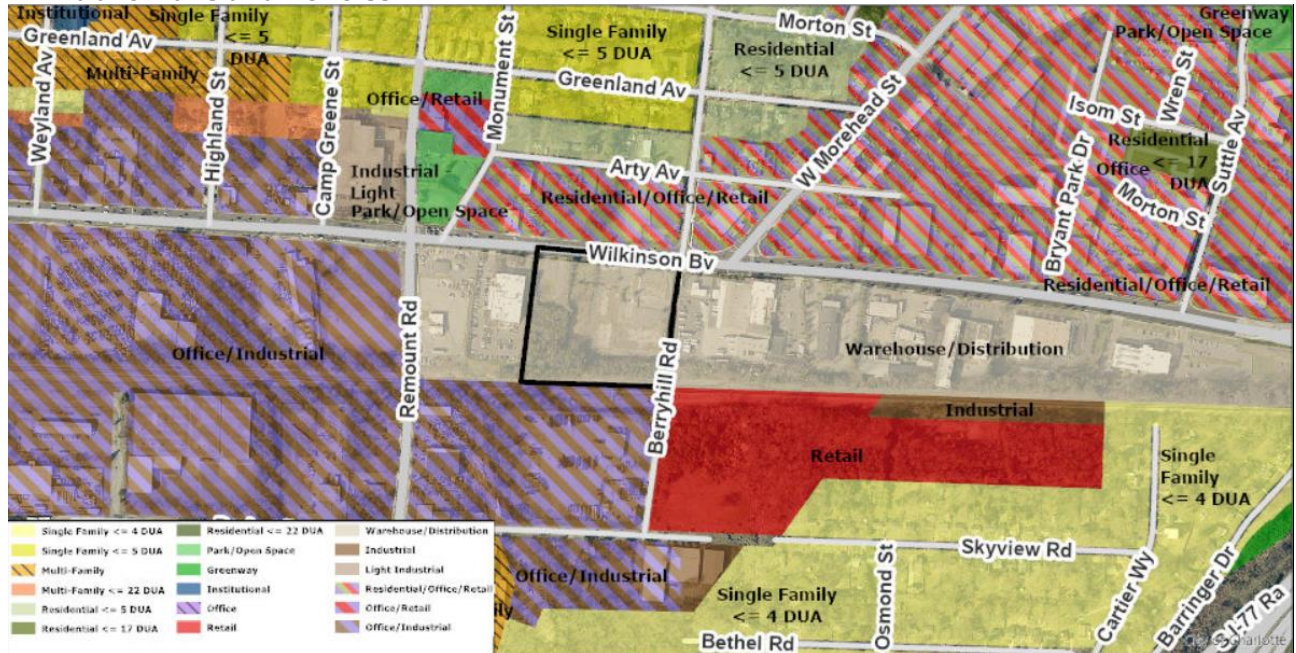 Institutional
Single Family
<= 5
DUA
Greenland Av
Multi-Family
Weyland Av
Highland St
Camp Greene St
Office/Retail
Monument St
Single Family
<= 5 DUA
Greenland Av
Morton St
Residential
<= 5 DUA
W Morehead St
Greenway
Park/Open Space
Wren St
Isom St
Residential
Office
<= 17
DUA
Suttle Av
Bryant Park Dr
Morton St
Arty Av
Industrial -
Light
Park/Open Space
Residential/Office/Retail
Wilkinson Bv
Residential/Office/Retail
Office/Industrial
Remount Rd
Berryhill Rd
Warehouse/Distribution
Industrial
Retail
Single
Family
<= 4 DUA
Skyview Rd
Osmond St
Cartier Wy
Barringer Dr
Office/Industrial
Single Family
<= 4 DUA
Bethel Rd
Single Family <= 4 DUA
Single Family <= 5 DUA
Multi-Family
Multi-Family <= 22 DUA
Residential <= 5 DUA
Residential <= 17 DUA
Residential <= 22 DUA
Park/Open Space
Greenway
Institutional
Office
Retail
Warehouse/Distribution
Industrial
Light Industrial
Residential/Office/Retail
Office/Retail
Office/Industrial